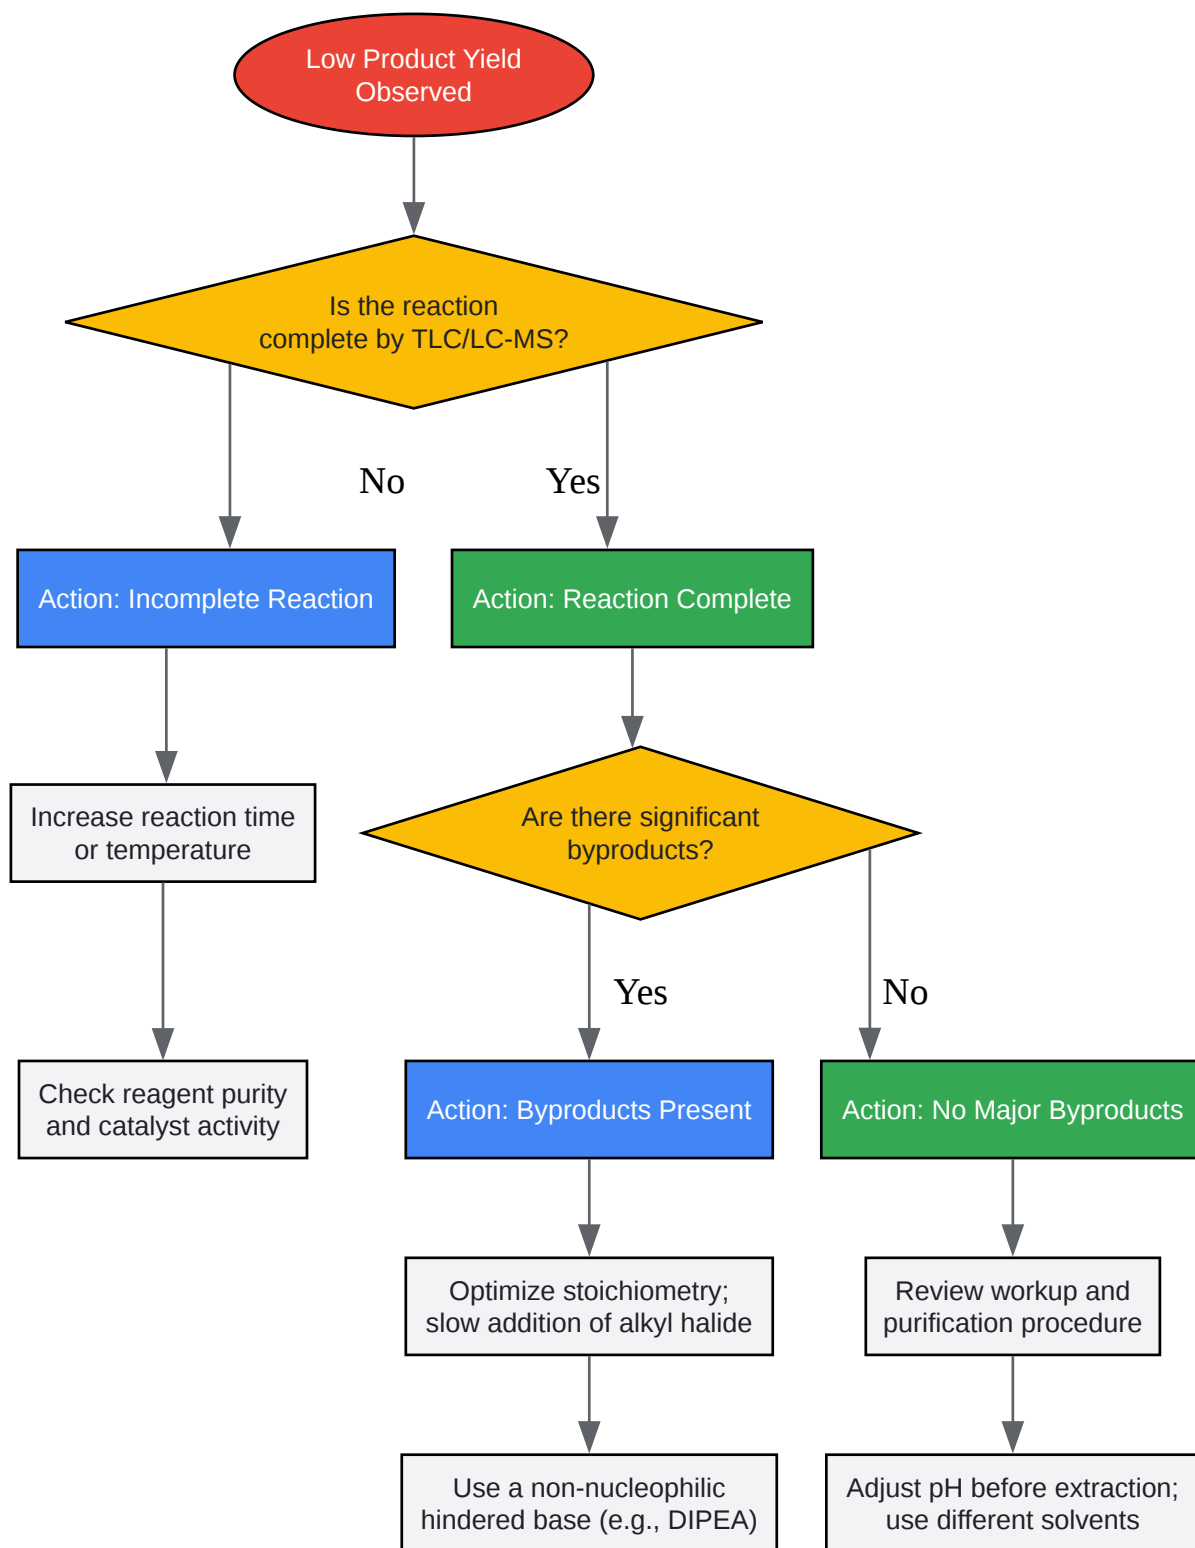 Low Product Yield
Observed
Is the reaction
complete by TLC/LC-MS?
No
Yes
Action: Incomplete Reaction
Action: Reaction Complete
Increase reaction time
or temperature
Are there significant
byproducts?
Yes
No
Check reagent purity
and catalyst activity
Action: Byproducts Present
Action: No Major Byproducts
Optimize stoichiometry;
slow addition of alkyl halide
Review workup and
purification procedure
Use a non-nucleophilic
hindered base (e.g., DIPEA)
Adjust pH before extraction;
use different solvents